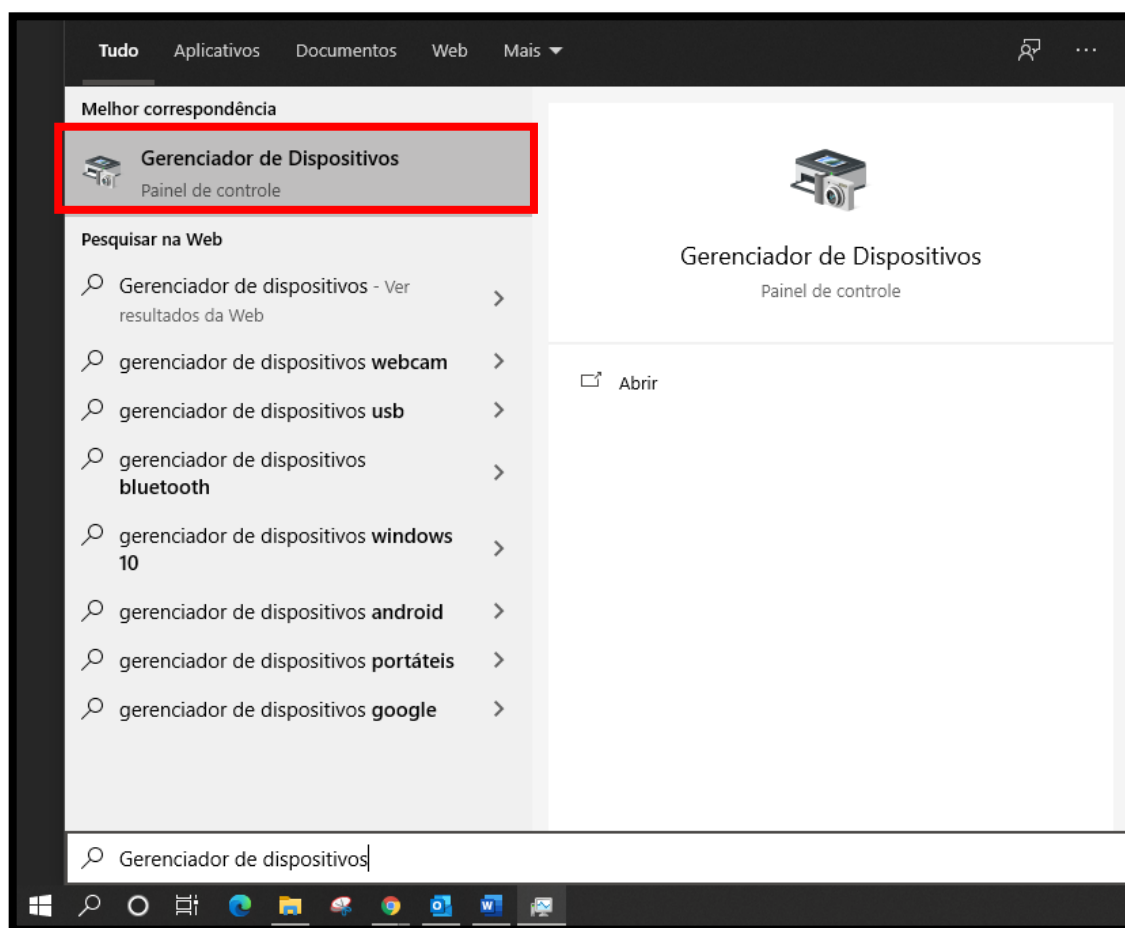 Tudo Aplicativos Documentos Web Mais
Melhor correspondência
Gerenciador de Dispositivos
Painel de controle
Pesquisar na Web
Gerenciador de dispositivos - Ver
resultados da Web
gerenciador de dispositivos webcam
gerenciador de dispositivos usb
gerenciador de dispositivos
bluetooth
gerenciador de dispositivos windows
10
gerenciador de dispositivos android
gerenciador de dispositivos portáteis
gerenciador de dispositivos google
Gerenciador de Dispositivos
Painel de controle
Abrir
Gerenciador de dispositivos